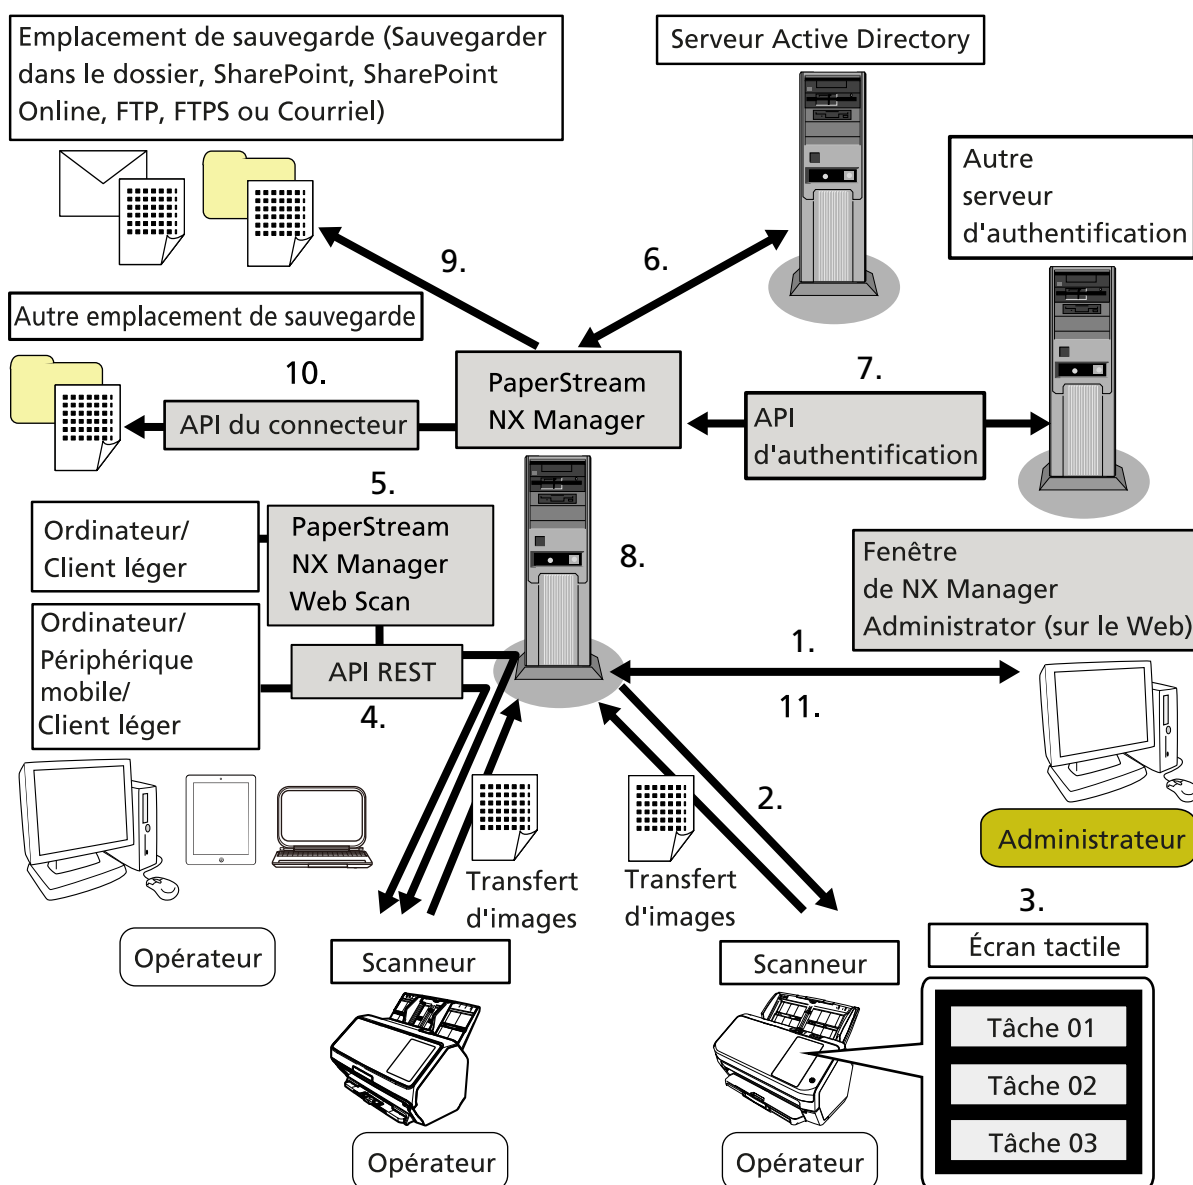 Emplacement de sauvegarde (Sauvegarder
dans le dossier, SharePoint, SharePoint
Online, FTP, FTPS ou Courriel)
Serveur Active Directory
Autre
serveur
d'authentification
9.
6.
Autre emplacement de sauvegarde
10.
API du connecteur
PaperStream
NX Manager
7.
API
d'authentification
5.
Ordinateur/
Client léger
PaperStream
NX Manager
Web Scan
8.
Fenêtre
de NX Manager
Administrator (sur le Web)
Ordinateur/
Périphérique
mobile/
Client léger
API REST
4.
1.
11.
2.
Transfert
d'images
Transfert
d'images
Administrateur
3.
Opérateur
Scanneur
Scanneur
Écran tactile
Tâche 01
Tâche 02
Tâche 03
Opérateur
Opérateur